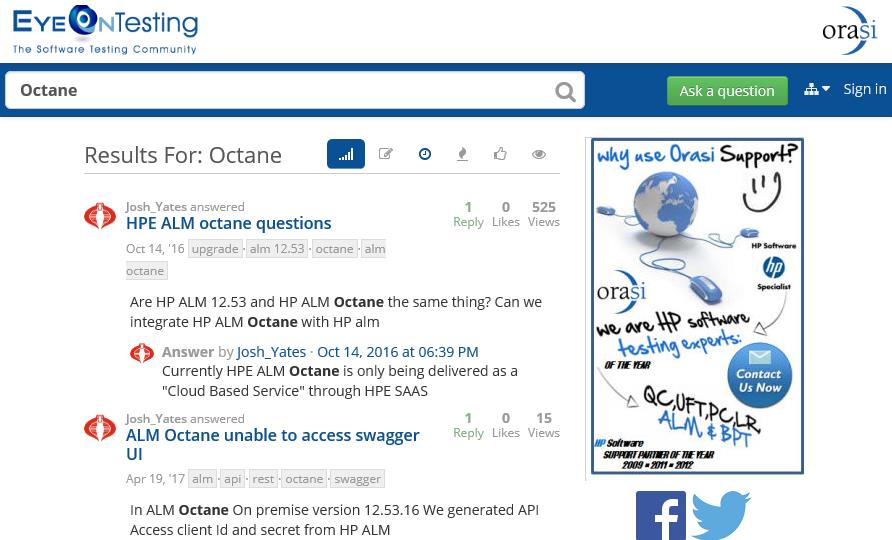 EYEONTESTING
The Software Testing Community
orasi
Octane
Ask a question
Sign in
Results For: Octane
Josh_Yates answered
HPE ALM octane questions
Oct 14, '16 upgrade · alm 12.53 · octane · alm
octane
1 Reply
0 Likes
525 Views
Are HP ALM 12.53 and HP ALM Octane the same thing? Can we
integrate HP ALM Octane with HP alm
Answer by Josh_Yates · Oct 14, 2016 at 06:39 PM
Currently HPE ALM Octane is only being delivered as a
"Cloud Based Service" through HPE SAAS
Josh_Yates answered
ALM Octane unable to access swagger
UI
Apr 19, '17 alm · api · rest · octane · swagger
1 Reply
0 Likes
15 Views
In ALM Octane On premise version 12.53.16 We generated API
Access client Id and secret from HP ALM
why use Orasi Support?
HP Software
hp
Specialist
orasi
we are HP software
testing experts:
OF THE YEAR
Contact
Us Now
QC,UFT,PC,LR,
ALM & BPT
HP Software
SUPPORT PARTNER OF THE YEAR
2009 ▪ 2011 ▪ 2012